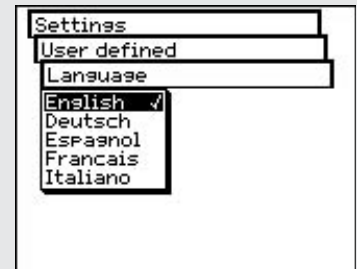 Settings
User defined
Language
English ✓
Deutsch
Espagnol
Francais
Italiano